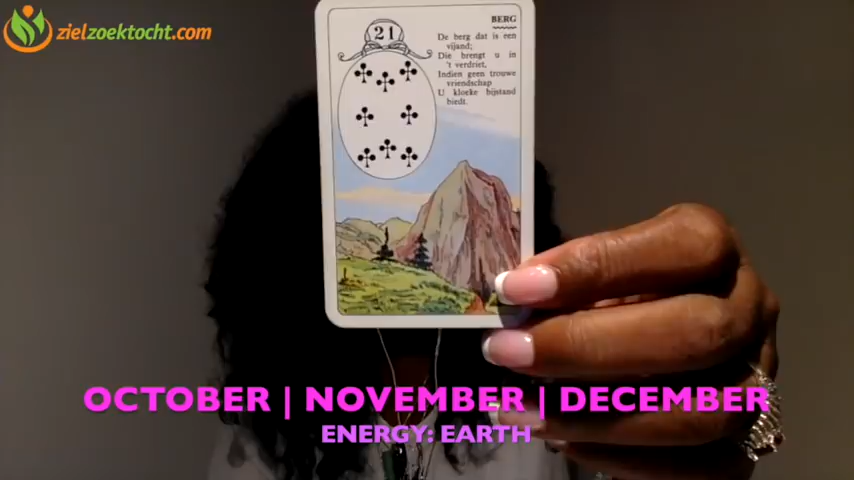 zielzoektocht.com
21
BERG
De berg dat is een
vijand;
Die brengt u in
't verdriet,
Indien geen trouwe
vriendschap
U kloeke bijstand
biedt.
OCTOBER | NOVEMBER | DECEMBER
ENERGY: EARTH